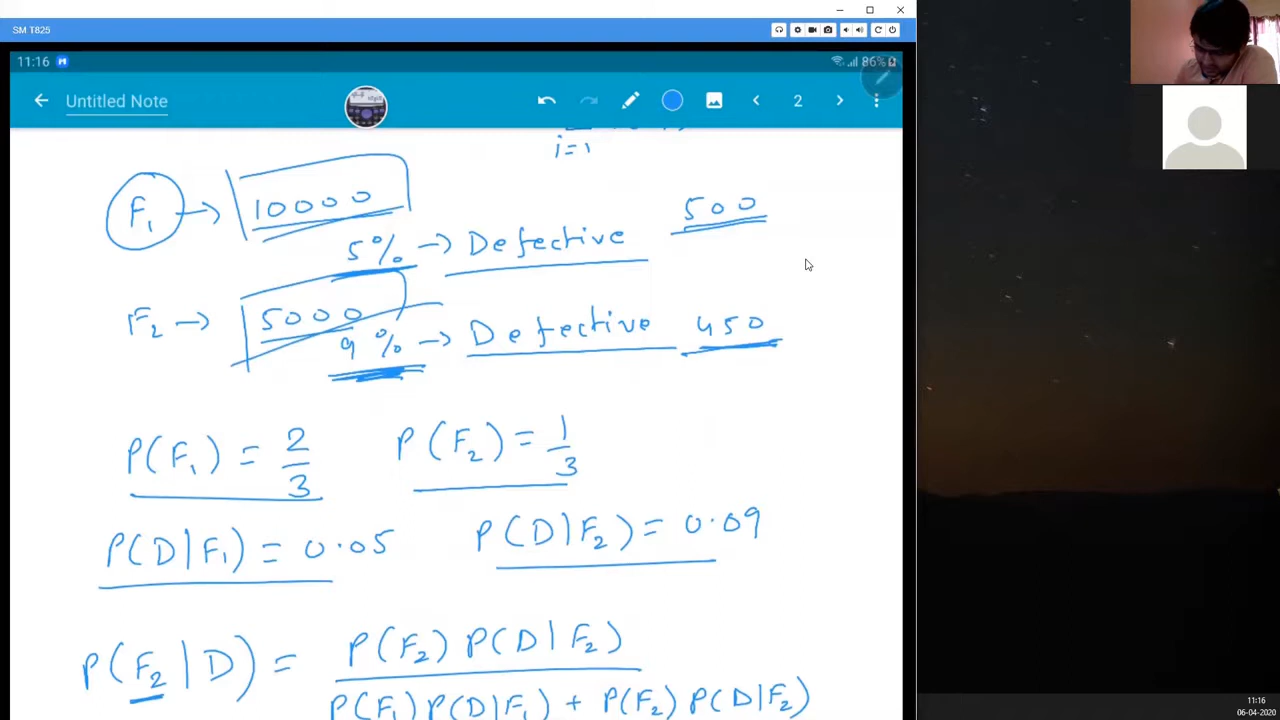 SM T825
11:16 86%
Untitled Note 2
i=1
F1 → 10000 500
5% → Defective
F2 → 5000
9% → Defective 450
P(F1) = 2/3 P(F2) = 1/3
P(D|F1) = 0.05 P(D|F2) = 0.09
P(F2|D) = P(F2) P(D|F2)
P(F1) P(D|F1) + P(F2) P(D|F2)
11:16
06-04-2020